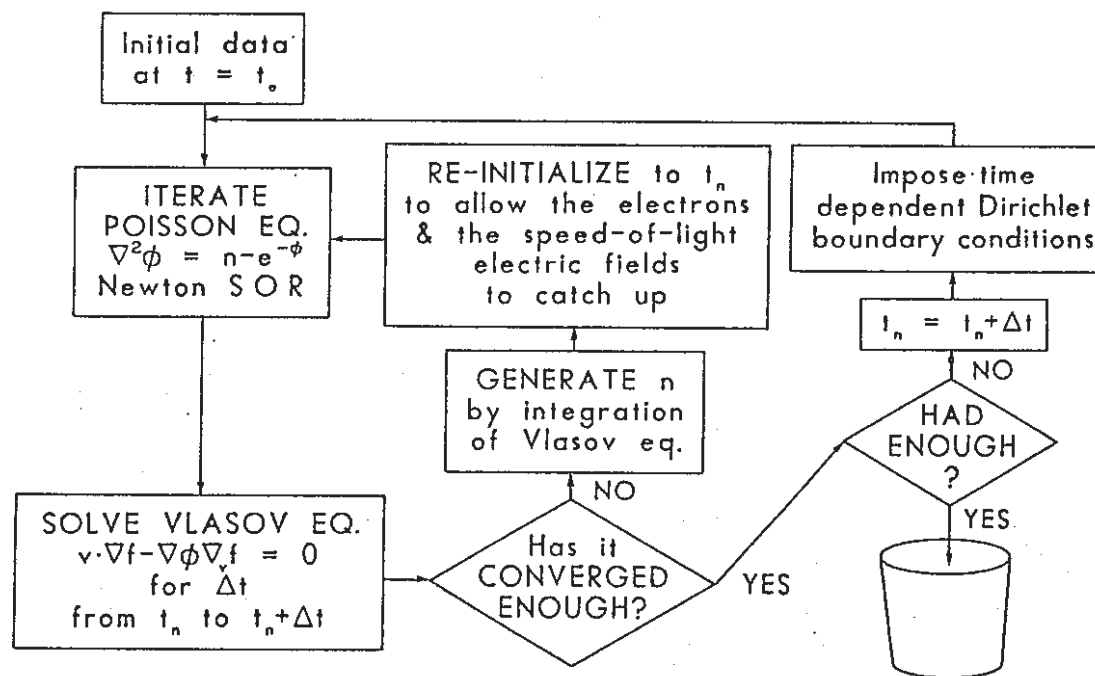 Initial data
at t = tₒ
ITERATE
POISSON EQ.
∇²φ = n-e^-φ
Newton SOR
RE-INITIALIZE to tₙ
to allow the electrons
& the speed-of-light
electric fields
to catch up
Impose time
dependent Dirichlet
boundary conditions
tₙ = tₙ+Δt
NO
GENERATE n
by integration
of Vlasov eq.
HAD
ENOUGH
?
NO
YES
SOLVE VLASOV EQ.
v·∇f-∇φ∇ᵥf = 0
for Δt
from tₙ to tₙ+Δt
Has it
CONVERGED
ENOUGH?
YES